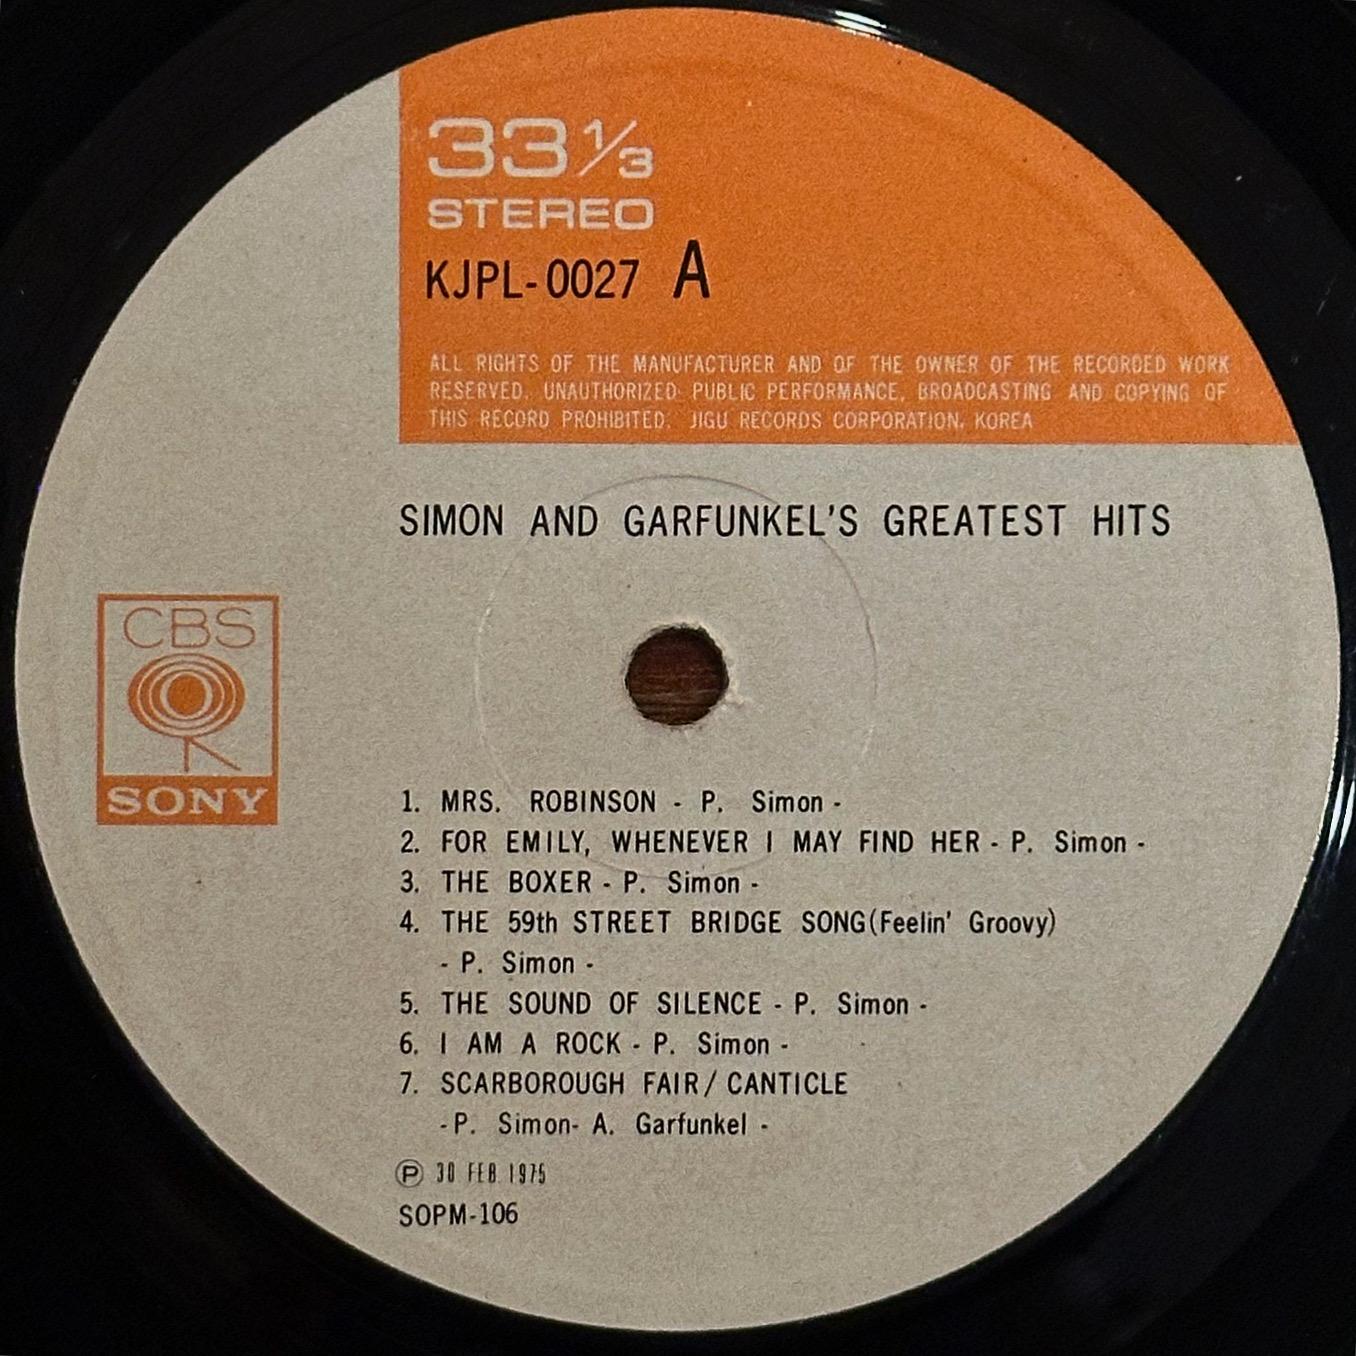 33 1/3
STEREO
KJPL-0027 A
ALL RIGHTS OF THE MANUFACTURER AND OF THE OWNER OF THE RECORDED WORK
RESERVED. UNAUTHORIZED PUBLIC PERFORMANCE, BROADCASTING AND COPYING OF
THIS RECORD PROHIBITED. JIGU RECORDS CORPORATION, KOREA
SIMON AND GARFUNKEL'S GREATEST HITS
CBS
SONY
1. MRS. ROBINSON - P. Simon -
2. FOR EMILY, WHENEVER I MAY FIND HER - P. Simon -
3. THE BOXER - P. Simon -
4. THE 59th STREET BRIDGE SONG(Feelin' Groovy)
- P. Simon -
5. THE SOUND OF SILENCE - P. Simon -
6. I AM A ROCK - P. Simon -
7. SCARBOROUGH FAIR/CANTICLE
-P. Simon- A. Garfunkel -
Ⓟ 30 FEB 1975
SOPM-106